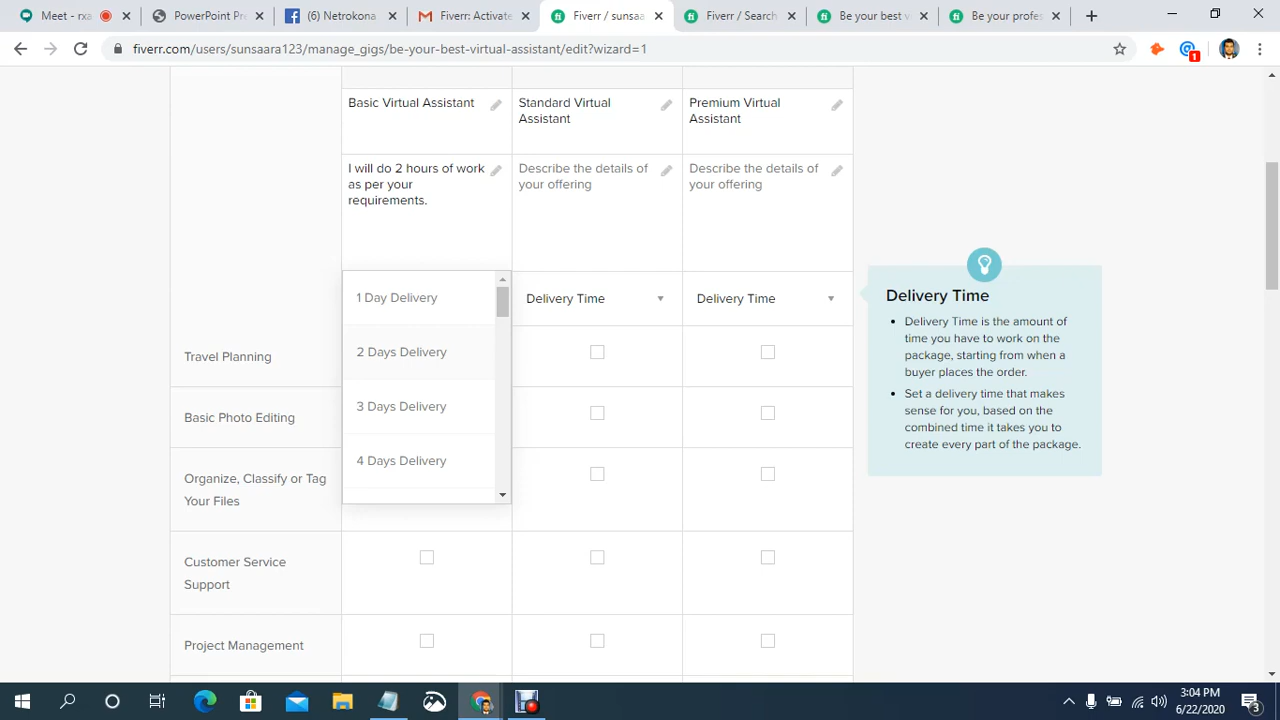 Meet - rxa
PowerPoint Pr
(6) Netrokona
Fiverr: Activate
Fiverr / sunsaa
Fiverr / Search
Be your best v
Be your profes
fiverr.com/users/sunsaara123/manage_gigs/be-your-best-virtual-assistant/edit?wizard=1
1
Basic Virtual Assistant
Standard Virtual
Assistant
Premium Virtual
Assistant
I will do 2 hours of work
as per your
requirements.
Describe the details of
your offering
Describe the details of
your offering
1 Day Delivery
2 Days Delivery
3 Days Delivery
4 Days Delivery
Delivery Time
Delivery Time
Travel Planning
Basic Photo Editing
Organize, Classify or Tag
Your Files
Customer Service
Support
Project Management
Delivery Time
• Delivery Time is the amount of
time you have to work on the
package, starting from when a
buyer places the order.
• Set a delivery time that makes
sense for you, based on the
combined time it takes you to
create every part of the package.
3:04 PM
6/22/2020
3